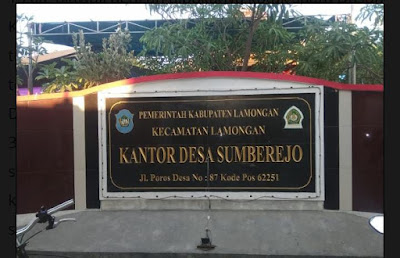 PEMERINTAH KABUPATEN LAMONGAN
KECAMATAN LAMONGAN
KANTOR DESA SUMBEREJO
Jl. Poros Desa No : 87 Kode Pos 62251